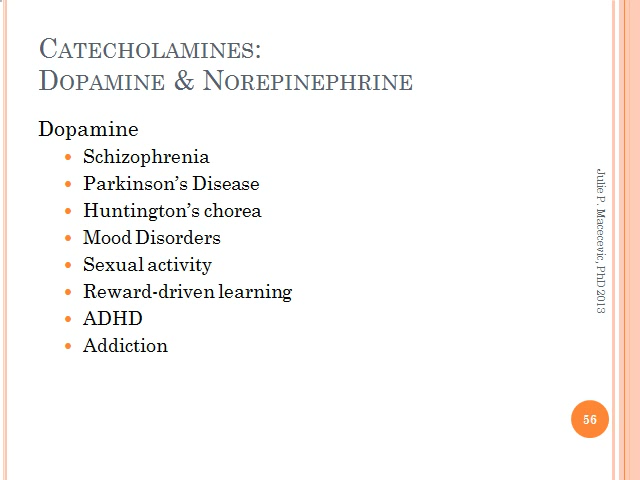 CATECHOLAMINES:
DOPAMINE & NOREPINEPHRINE
Dopamine
• Schizophrenia
• Parkinson's Disease
• Huntington's chorea
• Mood Disorders
• Sexual activity
• Reward-driven learning
• ADHD
• Addiction
Julie P. Macecevic, PhD 2013
56